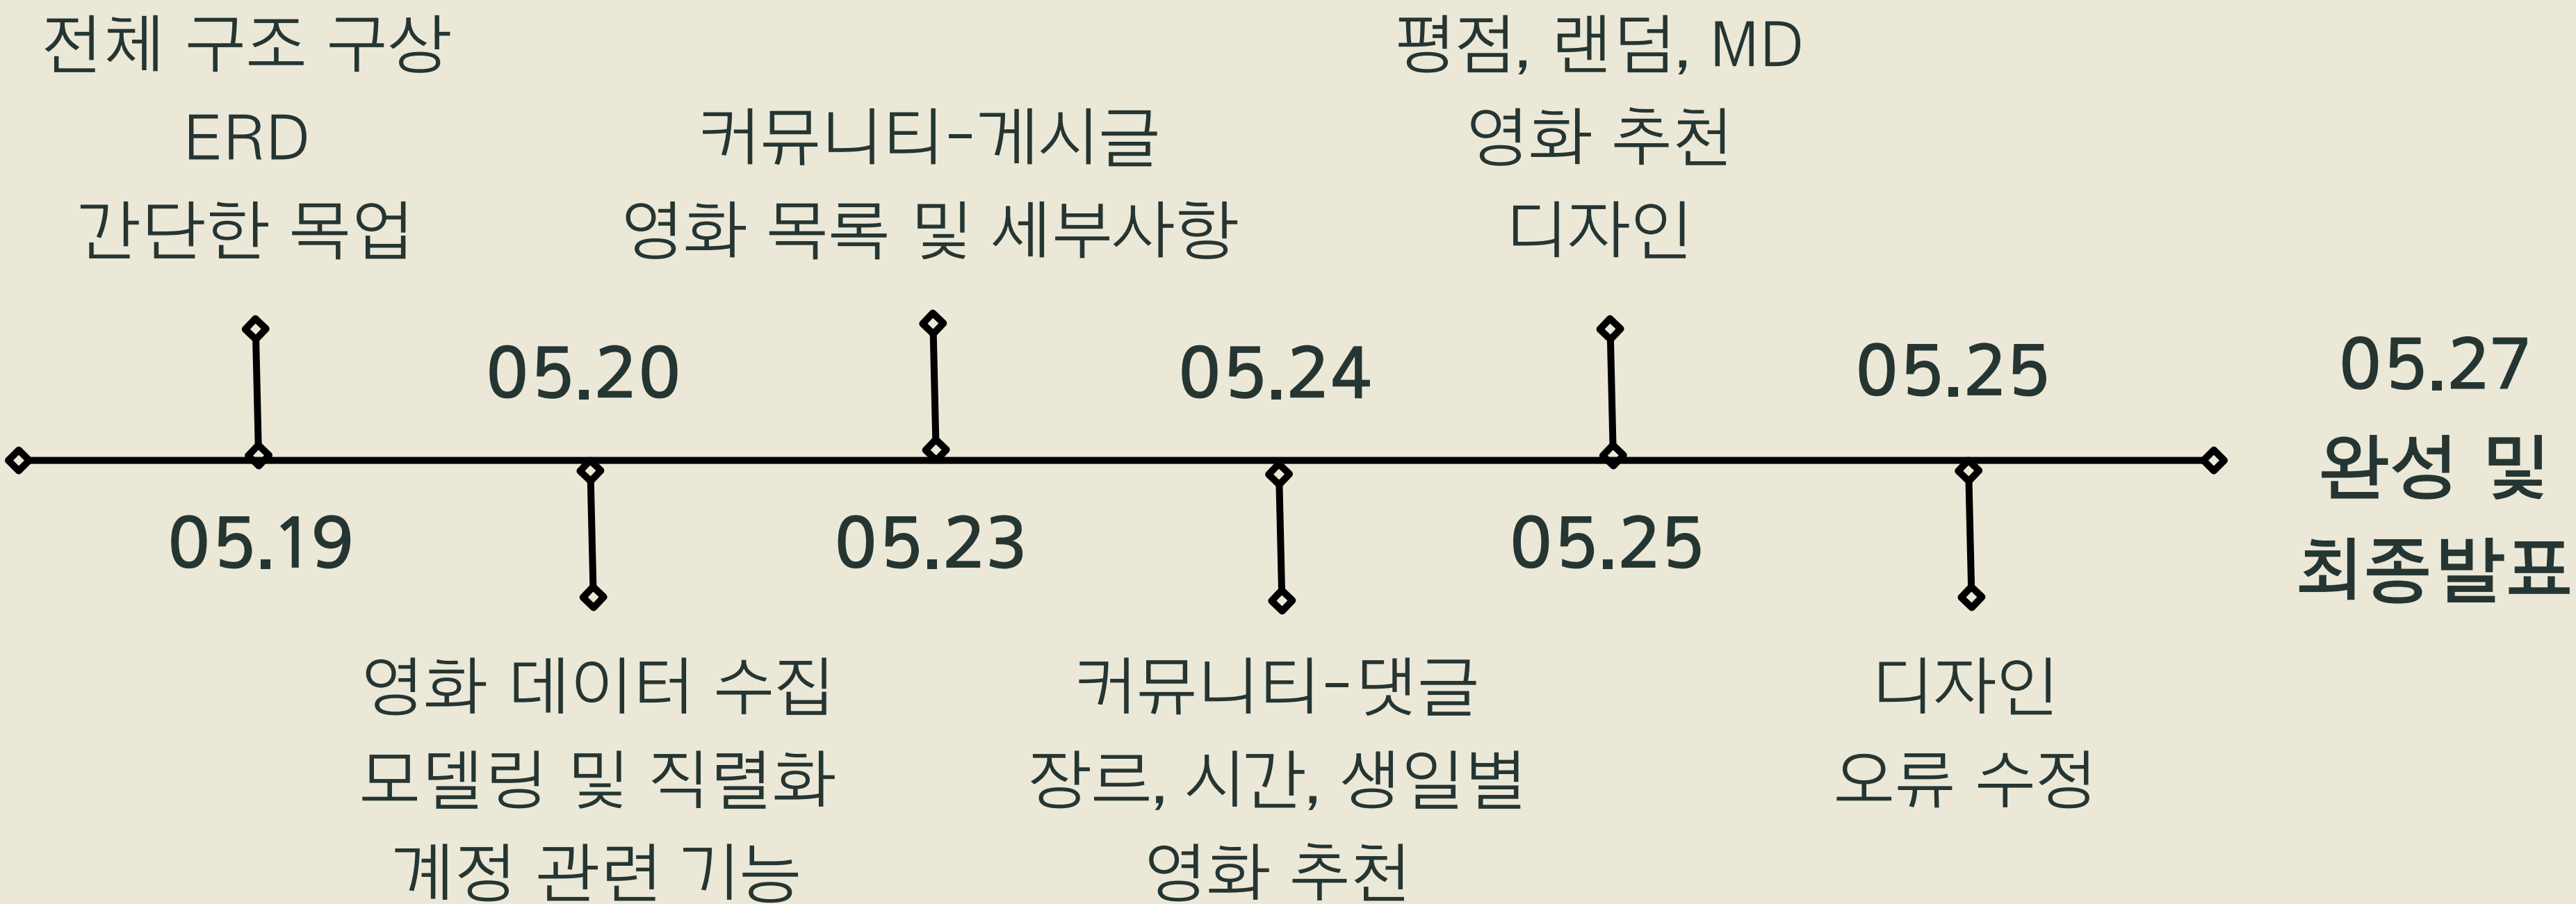 전체 구조 구상
ERD
간단한 목업
05.19
05.20
영화 데이터 수집
모델링 및 직렬화
계정 관련 기능
커뮤니티-게시글
영화 목록 및 세부사항
05.23
05.24
커뮤니티-댓글
장르, 시간, 생일별
영화 추천
평점, 랜덤, MD
영화 추천
디자인
05.25
05.25
디자인
오류 수정
05.27
완성 및
최종발표